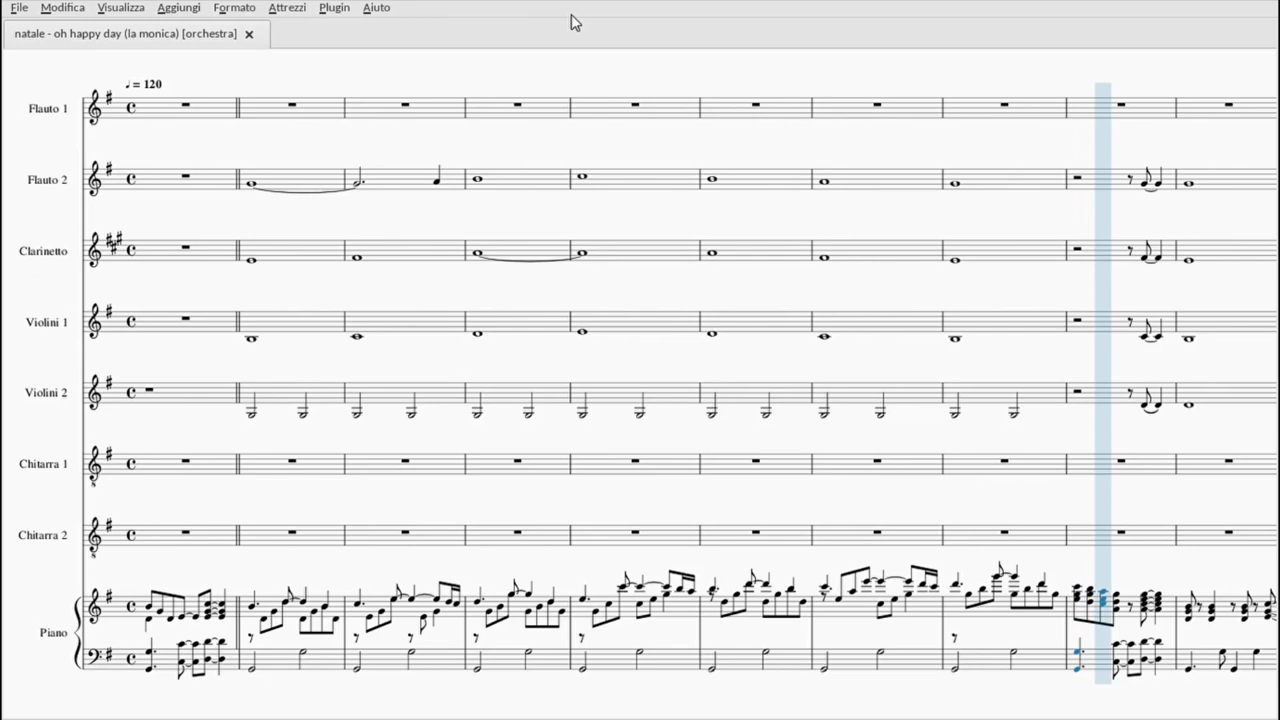 File Modifica Visualizza Aggiungi Formato Attrezzi Plugin Aiuto
natale - oh happy day (la monica) [orchestra]
♩ = 120
Flauto 1
Flauto 2
Clarinetto
Violini 1
Violini 2
Chitarra 1
Chitarra 2
Piano